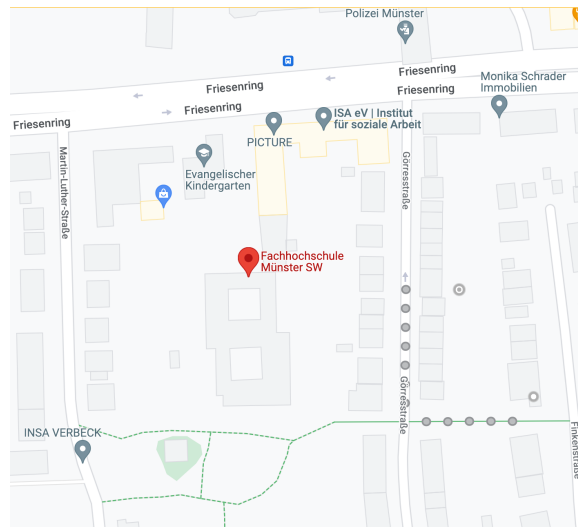 Polizei Münster
Friesenring
Friesenring
Friesenring
Friesenring
Friesenring
Monika Schrader
Immobilien
ISA eV | Institut
für soziale Arbeit
PICTURE
Martin-Luther-Straße
Evangelischer
Kindergarten
Görresstraße
Fachhochschule
Münster SW
Görresstraße
INSA VERBECK
Finkenstraße